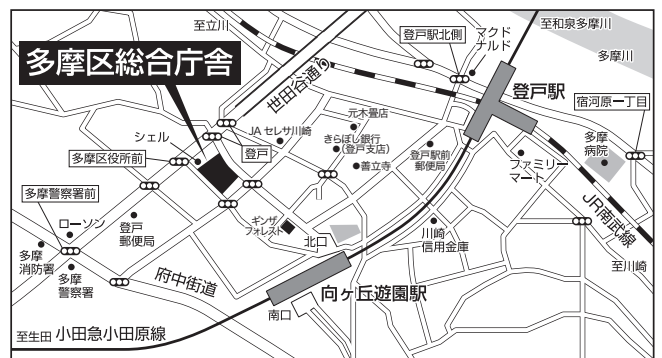 至立川
登戸駅北側
マクド
ナルド
至和泉多摩川
多摩川
多摩区総合庁舎
世田谷通り
登戸駅
宿河原一丁目
元木畳店
シェル
JAセレサ川崎
きらぼし銀行
(登戸支店)
登戸駅前
郵便局
多摩
病院
多摩区役所前
登戸
善立寺
ファミリー
マート
多摩警察署前
JR南武線
ローソン
登戸
郵便局
ギンザ
フォレスト
北口
川崎
信用金庫
多摩
消防署
多摩
警察署
府中街道
至川崎
向ヶ丘遊園駅
南口
至生田 小田急小田原線